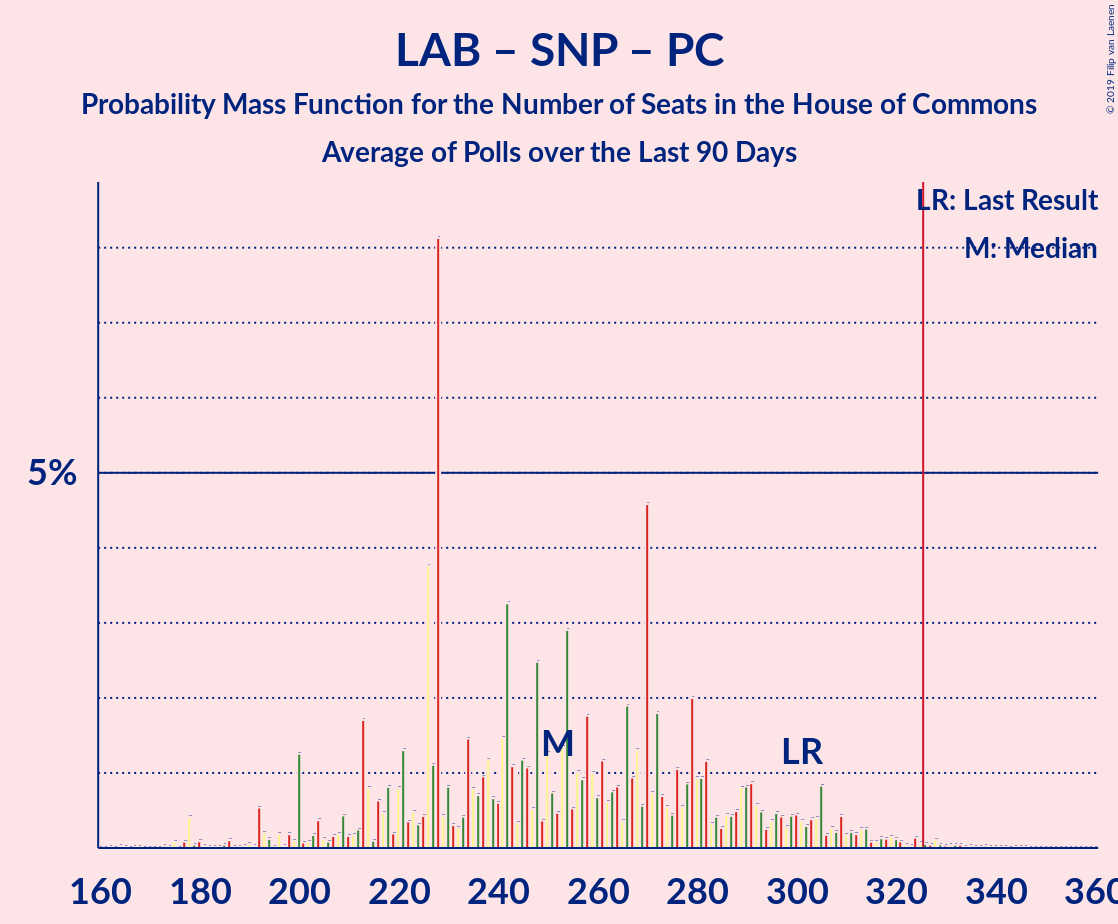 LAB – SNP – PC
Probability Mass Function for the Number of Seats in the House of Commons
Average of Polls over the Last 90 Days
© 2019 Filip van Laenen
LR: Last Result
M: Median
5%
M
LR
160 180 200 220 240 260 280 300 320 340 360